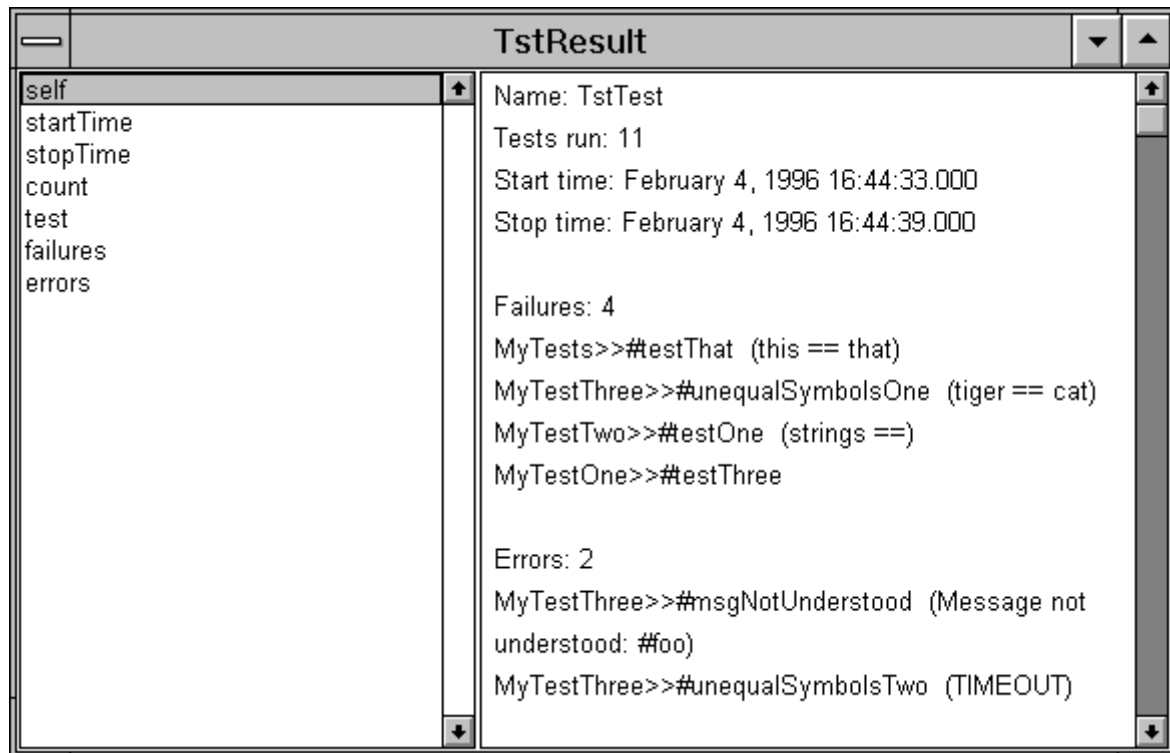 TstResult
self
startTime
stopTime
count
test
failures
errors
Name: TstTest
Tests run: 11
Start time: February 4, 1996 16:44:33.000
Stop time: February 4, 1996 16:44:39.000
Failures: 4
MyTests>>#testThat (this == that)
MyTestThree>>#unequalSymbolsOne (tiger == cat)
MyTestTwo>>#testOne (strings ==)
MyTestOne>>#testThree
Errors: 2
MyTestThree>>#msgNotUnderstood (Message not
understood: #foo)
MyTestThree>>#unequalSymbolsTwo (TIMEOUT)